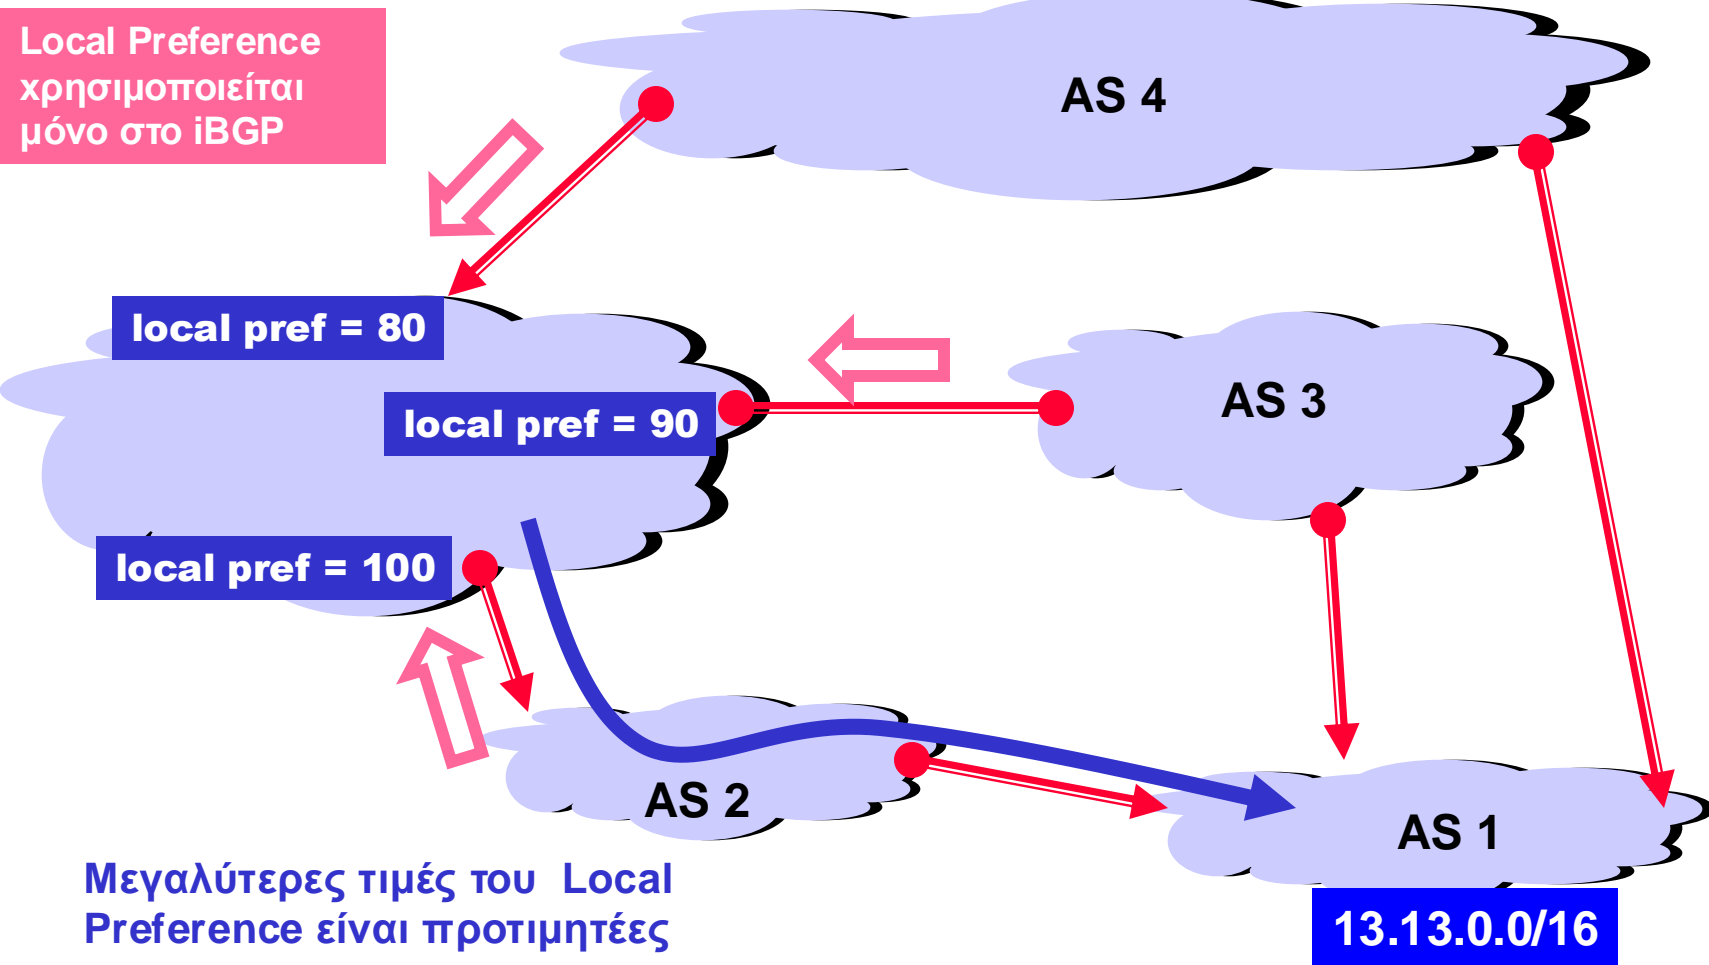 Local Preference
χρησιμοποιείται
μόνο στο iBGP
AS 4
local pref = 80
AS 3
local pref = 90
local pref = 100
AS 2
AS 1
Μεγαλύτερες τιμές του Local
Preference είναι προτιμητέες
13.13.0.0/16